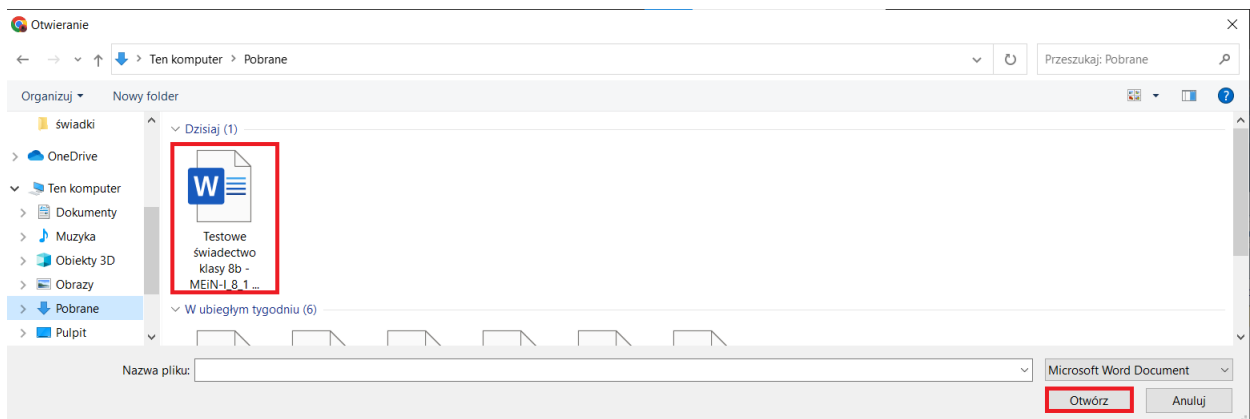 Otwieranie
Ten komputer > Pobrane
Przeszukaj: Pobrane
Organizuj
Nowy folder
świadki
OneDrive
Ten komputer
Dokumenty
Muzyka
Obiekty 3D
Obrazy
Pobrane
Pulpit
Dzisiaj (1)
W
Testowe
świadectwo
klasy 8b -
MEiN-I_8_1 ...
W ubiegłym tygodniu (6)
Nazwa pliku:
Microsoft Word Document
Otwórz
Anuluj